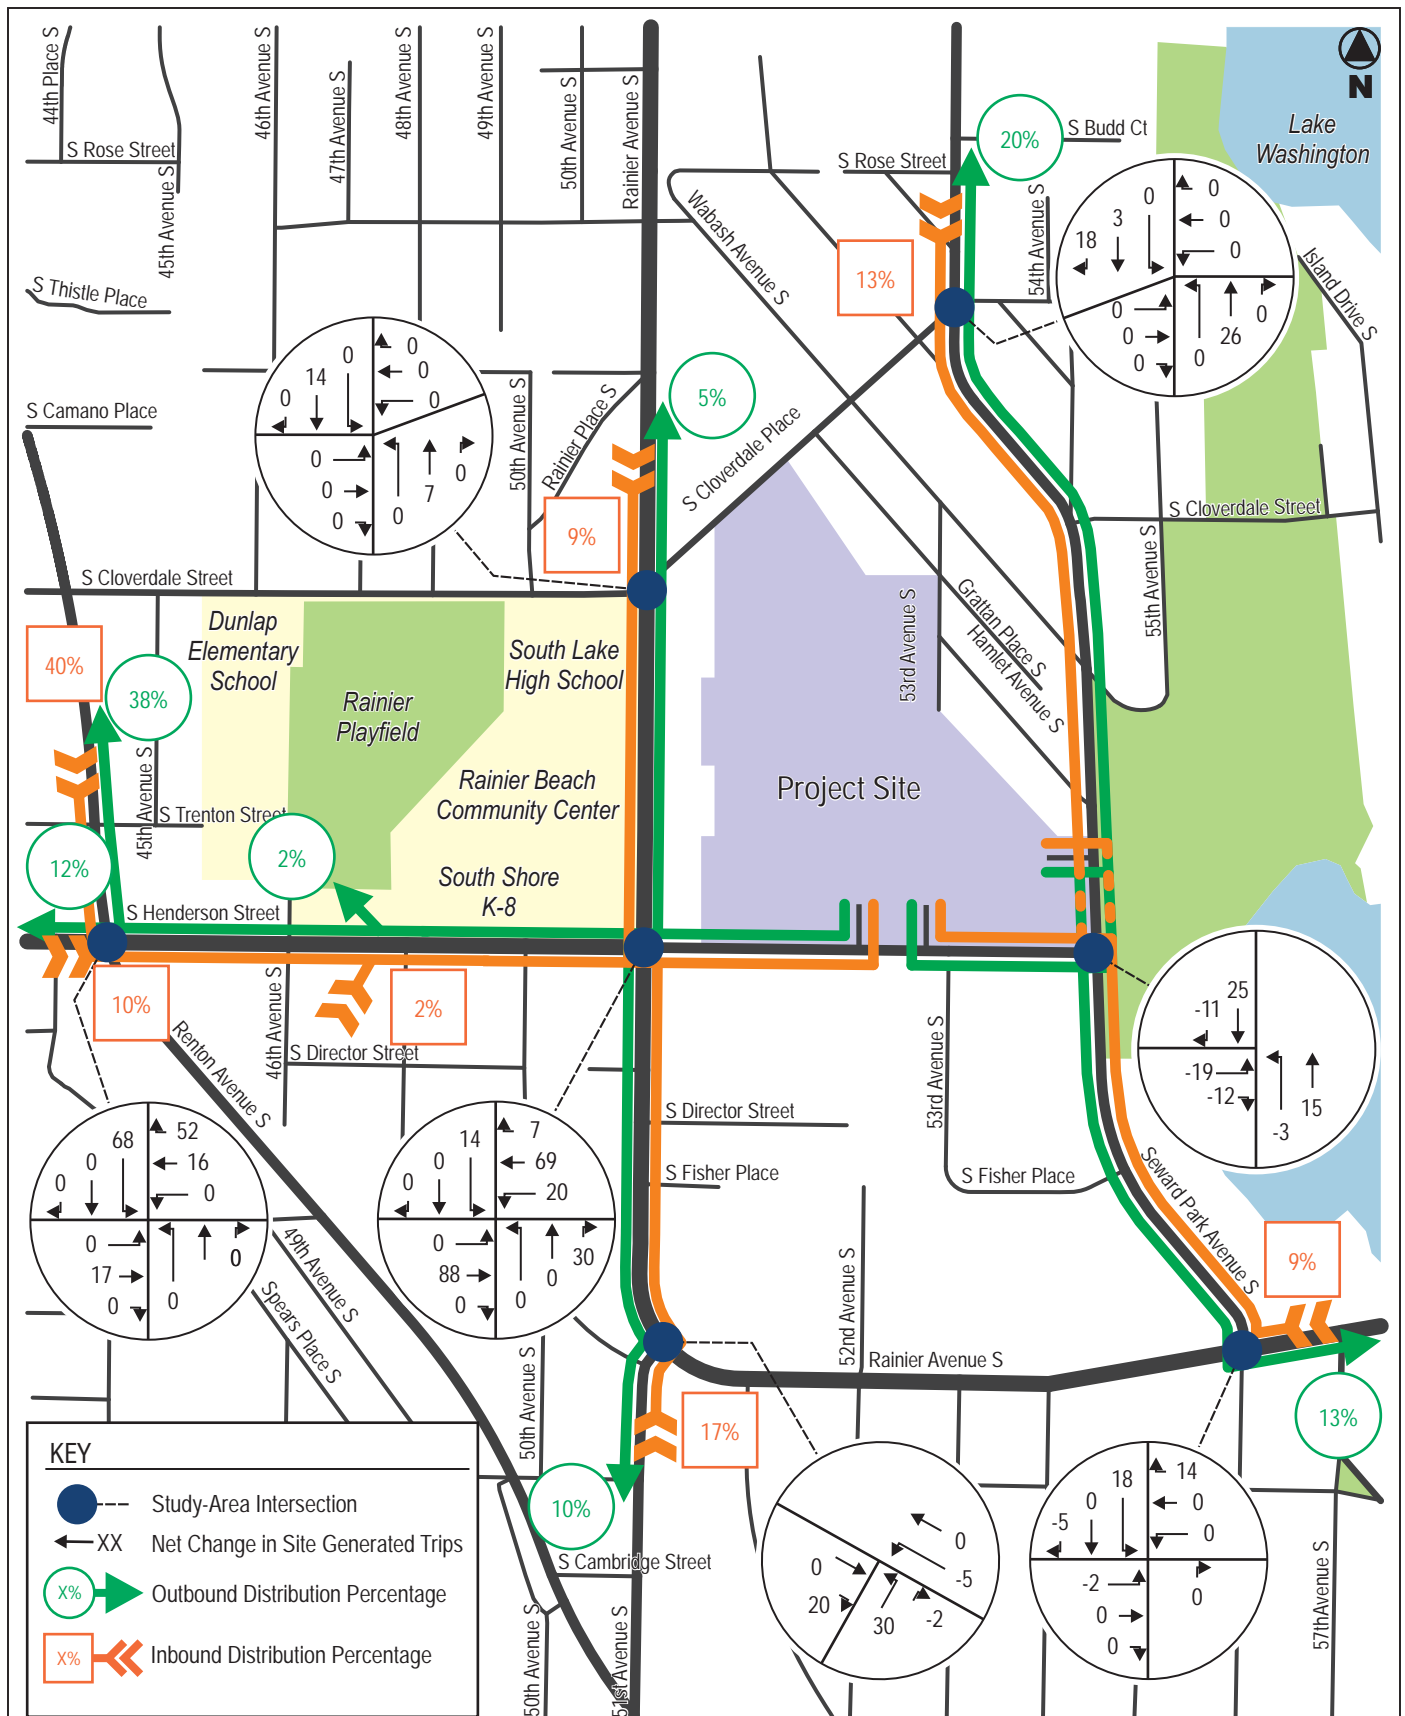 44th Place S
46th Avenue S
48th Avenue S
49th Avenue S
47th Avenue S
50th Avenue S
Rainier Avenue S
N
Lake
Washington
20%
S Budd Ct
S Rose Street
S Rose Street
45th Avenue S
Wabash Avenue S
54th Avenue S
Island Drive S
13%
S Thistle Place
18
3
0
0
0
0
0
0
0
0
26
0
S Camano Place
0
14
0
0
0
0
0
0
0
0
7
0
50th Avenue S
Rainier Place S
5%
S Cloverdale Place
9%
S Cloverdale Street
S Cloverdale Street
55th Avenue S
53rd Avenue S
Grattan Place S
Hamlet Avenue S
Dunlap
Elementary
School
South Lake
High School
Rainier
Playfield
40%
38%
45th Avenue S
S Trenton Street
Rainier Beach
Community Center
Project Site
12%
2%
South Shore
K-8
S Henderson Street
10%
2%
46th Avenue S
S Director Street
Renton Avenue S
53rd Avenue S
-11
25
-19
-12
-3
15
S Director Street
S Fisher Place
S Fisher Place
Seward Park Avenue S
0
0
68
52
16
0
0
17
0
0
0
0
0
14
7
69
20
0
88
0
0
0
30
49th Avenue S
Spears Place S
52nd Avenue S
9%
Rainier Avenue S
50th Avenue S
17%
13%
10%
0
-5
0
20
30
-2
-5
0
18
14
0
0
-2
0
0
0
S Cambridge Street
50th Avenue S
51st Avenue S
57thAvenue S
KEY
Study-Area Intersection
XX Net Change in Site Generated Trips
X% Outbound Distribution Percentage
X% Inbound Distribution Percentage